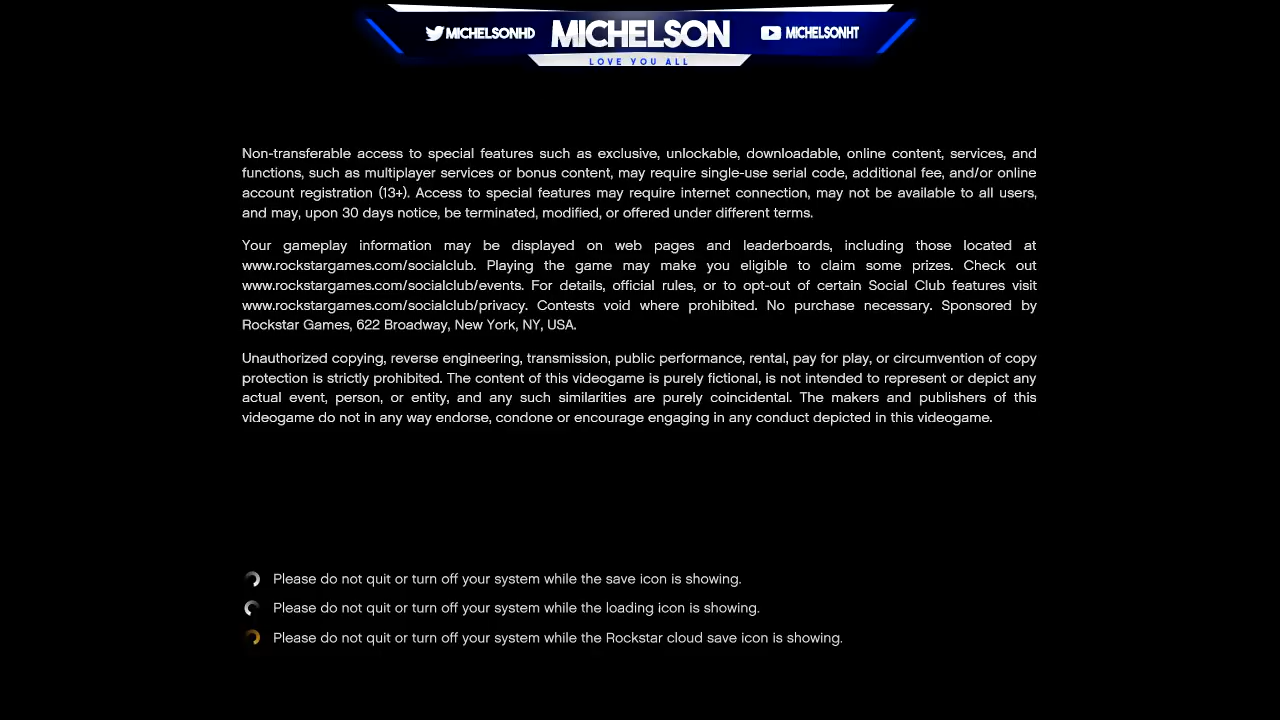 MICHELSONHD MICHELSON MICHELSONHT
LOVE YOU ALL
Non-transferable access to special features such as exclusive, unlockable, downloadable, online content, services, and
functions, such as multiplayer services or bonus content, may require single-use serial code, additional fee, and/or online
account registration (13+). Access to special features may require internet connection, may not be available to all users,
and may, upon 30 days notice, be terminated, modified, or offered under different terms.
Your gameplay information may be displayed on web pages and leaderboards, including those located at
www.rockstargames.com/socialclub. Playing the game may make you eligible to claim some prizes. Check out
www.rockstargames.com/socialclub/events. For details, official rules, or to opt-out of certain Social Club features visit
www.rockstargames.com/socialclub/privacy. Contests void where prohibited. No purchase necessary. Sponsored by
Rockstar Games, 622 Broadway, New York, NY, USA.
Unauthorized copying, reverse engineering, transmission, public performance, rental, pay for play, or circumvention of copy
protection is strictly prohibited. The content of this videogame is purely fictional, is not intended to represent or depict any
actual event, person, or entity, and any such similarities are purely coincidental. The makers and publishers of this
videogame do not in any way endorse, condone or encourage engaging in any conduct depicted in this videogame.
Please do not quit or turn off your system while the save icon is showing.
Please do not quit or turn off your system while the loading icon is showing.
Please do not quit or turn off your system while the Rockstar cloud save icon is showing.